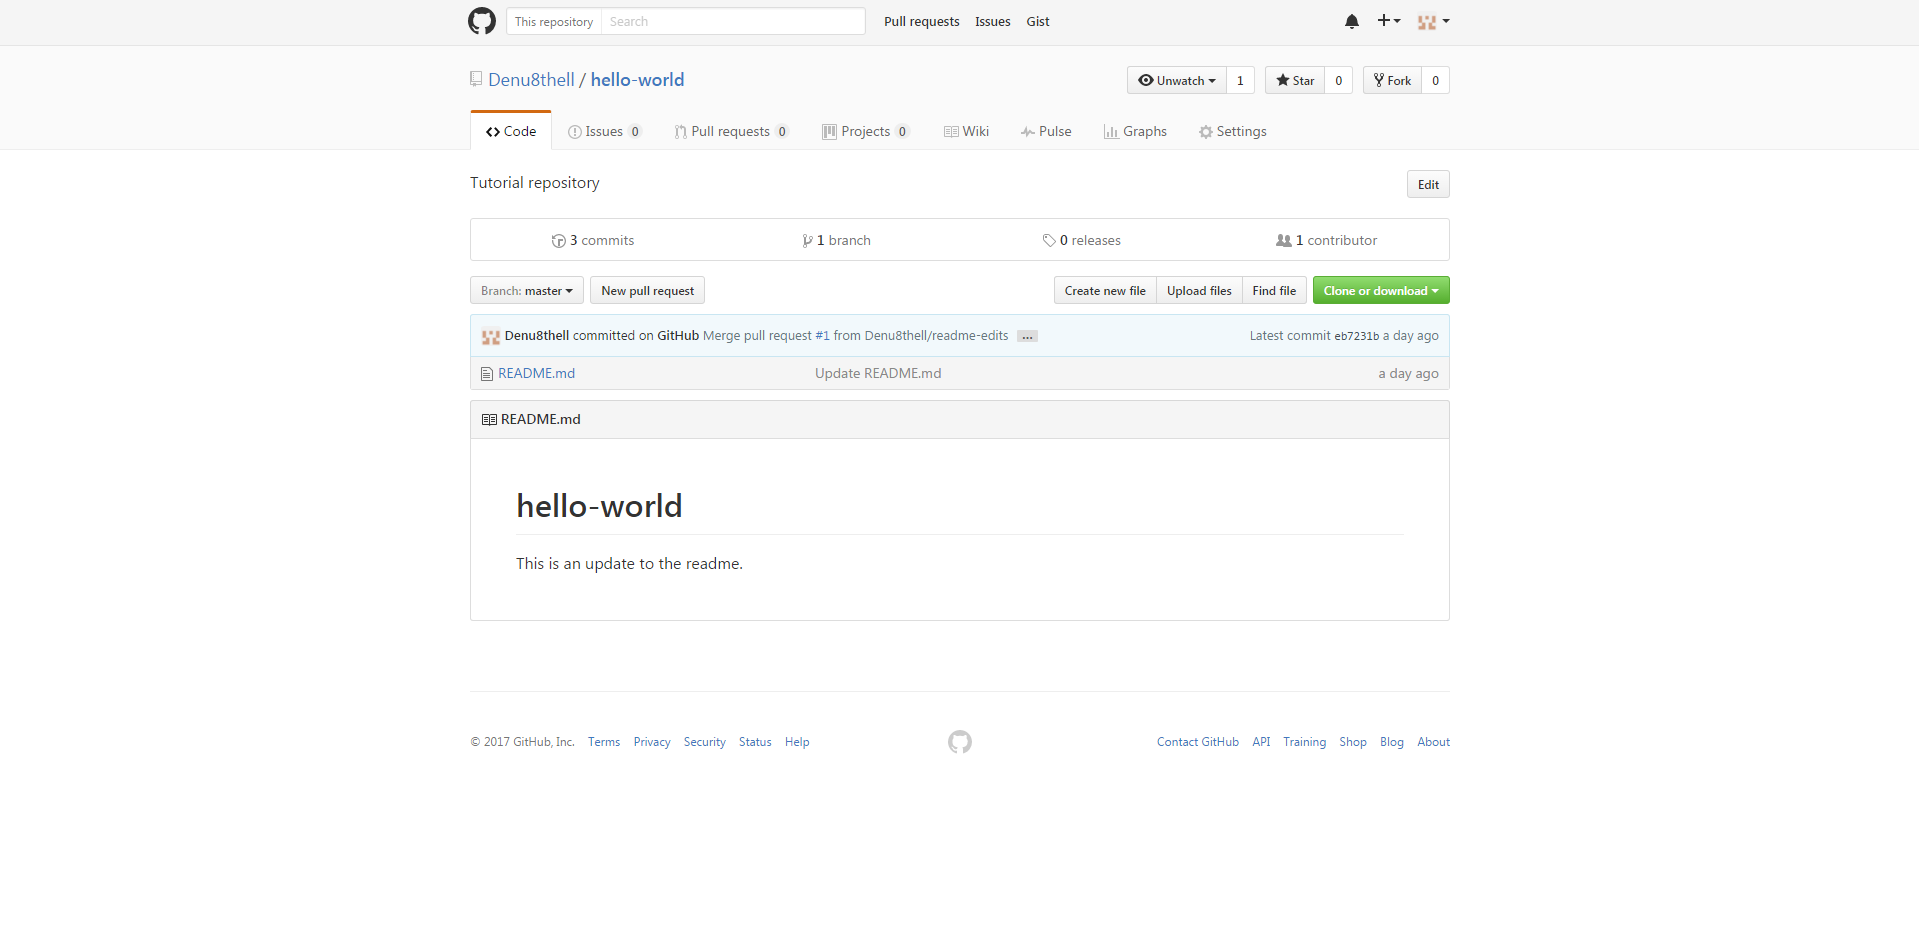 This repository Search Pull requests Issues Gist
Denu8thell / hello-world Unwatch 1 Star 0 Fork 0
Code Issues 0 Pull requests 0 Projects 0 Wiki Pulse Graphs Settings
Tutorial repository Edit
3 commits 1 branch 0 releases 1 contributor
Branch: master New pull request Create new file Upload files Find file Clone or download
Denu8thell committed on GitHub Merge pull request #1 from Denu8thell/readme-edits … Latest commit eb7231b a day ago
README.md Update README.md a day ago
README.md
hello-world
This is an update to the readme.
© 2017 GitHub, Inc. Terms Privacy Security Status Help Contact GitHub API Training Shop Blog About